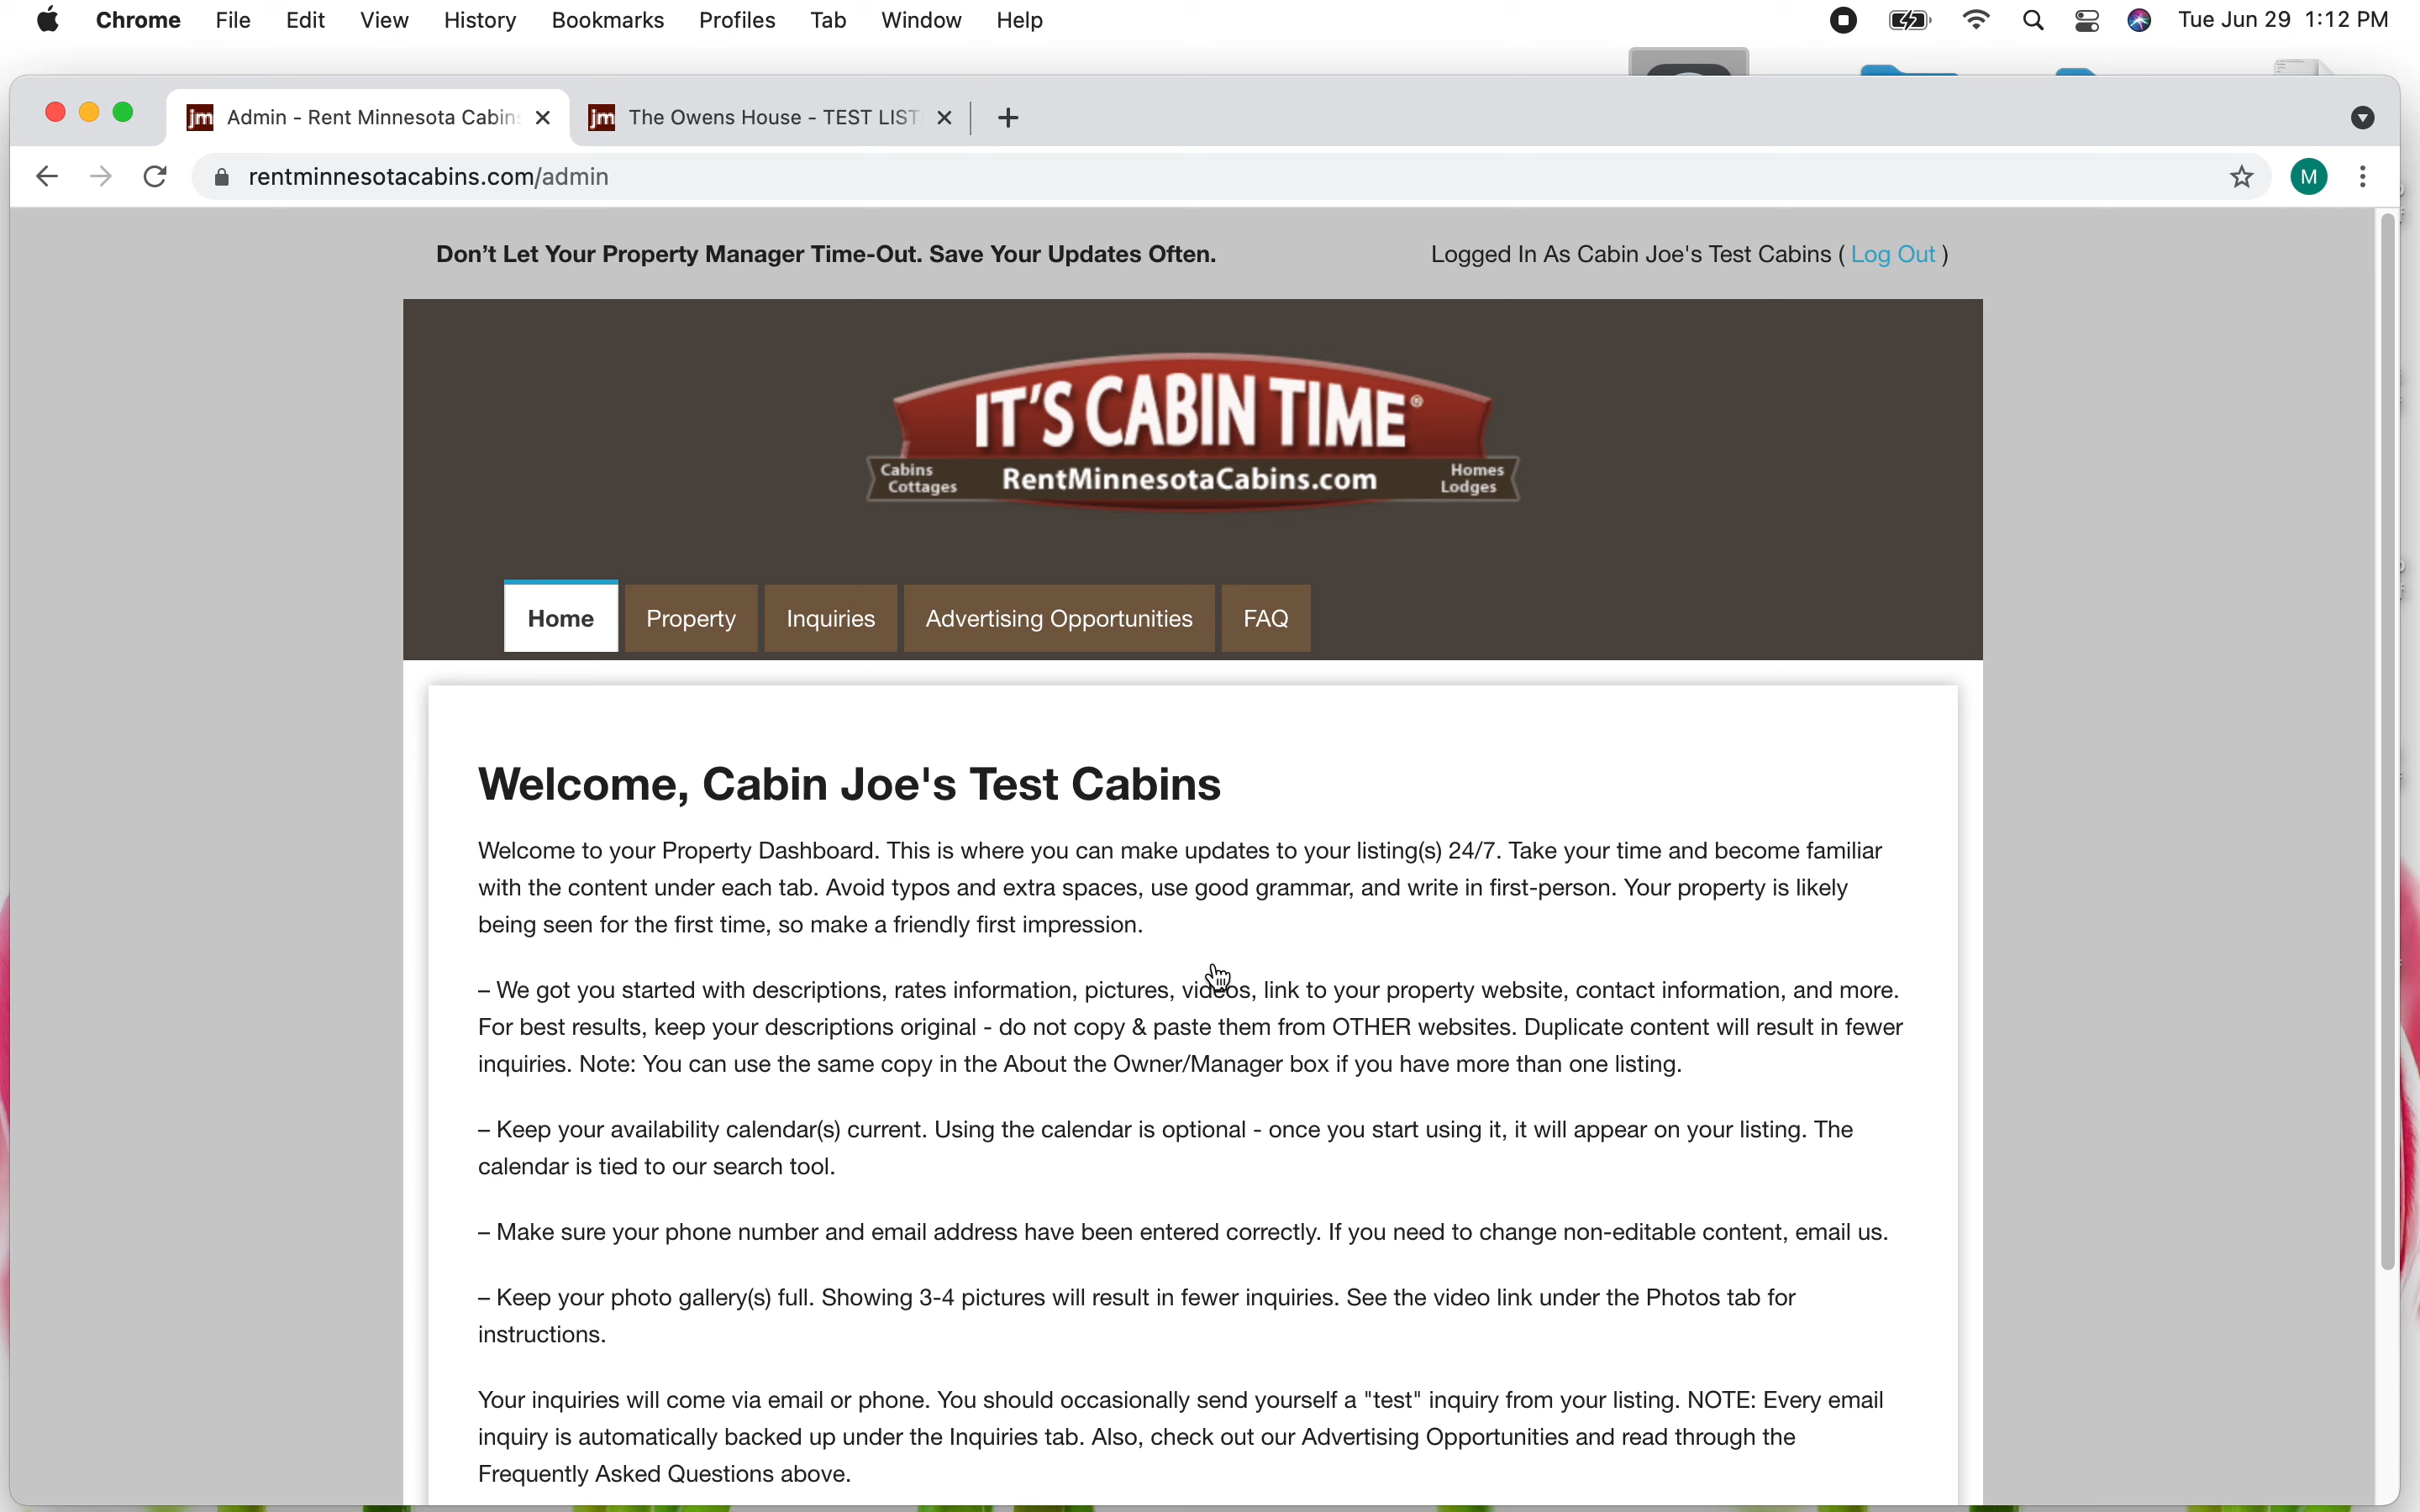 Chrome File Edit View History Bookmarks Profiles Tab Window Help Tue Jun 29 1:12 PM
jm Admin - Rent Minnesota Cabins jm The Owens House - TEST LIST
rentminnesotacabins.com/admin M
Don’t Let Your Property Manager Time-Out. Save Your Updates Often. Logged In As Cabin Joe's Test Cabins ( Log Out )
IT'S CABIN TIME®
Cabins Cottages RentMinnesotaCabins.com Homes Lodges
Home Property Inquiries Advertising Opportunities FAQ
Welcome, Cabin Joe's Test Cabins
Welcome to your Property Dashboard. This is where you can make updates to your listing(s) 24/7. Take your time and become familiar
with the content under each tab. Avoid typos and extra spaces, use good grammar, and write in first-person. Your property is likely
being seen for the first time, so make a friendly first impression.
– We got you started with descriptions, rates information, pictures, videos, link to your property website, contact information, and more.
For best results, keep your descriptions original - do not copy & paste them from OTHER websites. Duplicate content will result in fewer
inquiries. Note: You can use the same copy in the About the Owner/Manager box if you have more than one listing.
– Keep your availability calendar(s) current. Using the calendar is optional - once you start using it, it will appear on your listing. The
calendar is tied to our search tool.
– Make sure your phone number and email address have been entered correctly. If you need to change non-editable content, email us.
– Keep your photo gallery(s) full. Showing 3-4 pictures will result in fewer inquiries. See the video link under the Photos tab for
instructions.
Your inquiries will come via email or phone. You should occasionally send yourself a "test" inquiry from your listing. NOTE: Every email
inquiry is automatically backed up under the Inquiries tab. Also, check out our Advertising Opportunities and read through the
Frequently Asked Questions above.